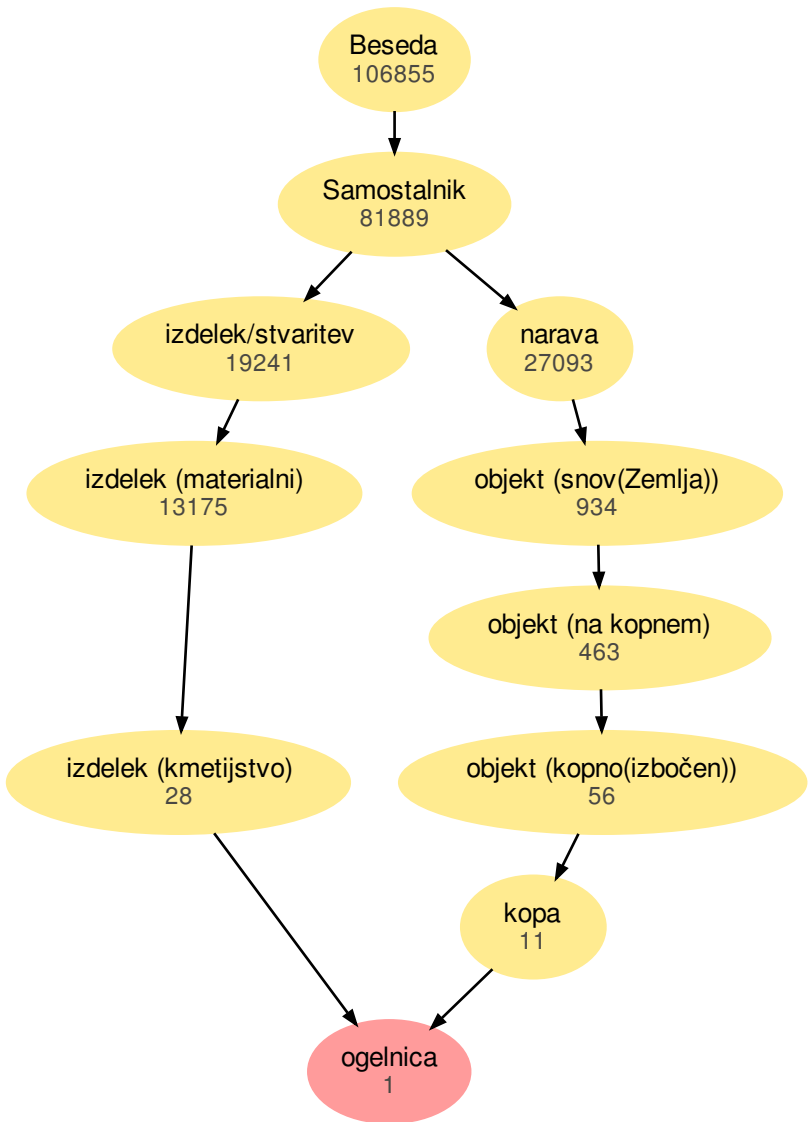 Beseda
106855
Samostalnik
81889
izdelek/stvaritev
19241
narava
27093
izdelek (materialni)
13175
objekt (snov(Zemlja))
934
objekt (na kopnem)
463
izdelek (kmetijstvo)
28
objekt (kopno(izbočen))
56
kopa
11
ogelnica
1